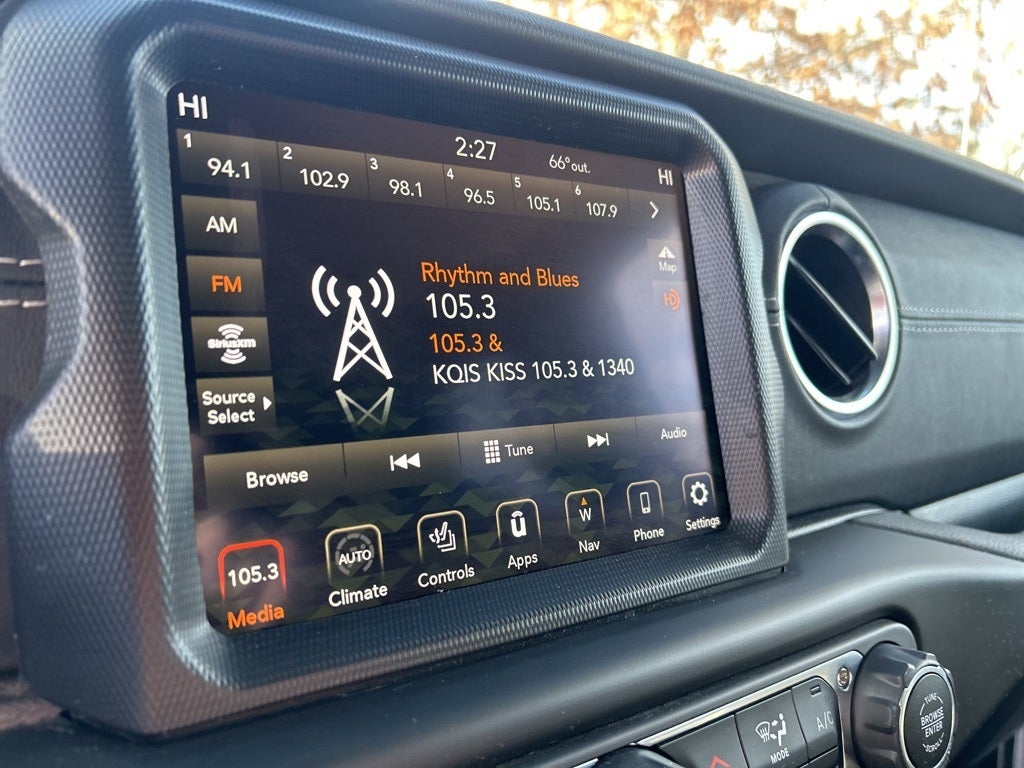 HI 2:27 66° out. HI
1 94.1 2 102.9 3 98.1 4 96.5 5 105.1 6 107.9
AM
FM
SiriusXM
Source
Select
Rhythm and Blues
105.3
105.3 &
KQIS KISS 105.3 & 1340
Map
HD
Browse Tune Audio
105.3 Media
AUTO Climate
Controls
û Apps
W Nav
Phone
Settings
MODE
A/C
TUNE
BROWSE
ENTER
SCROLL